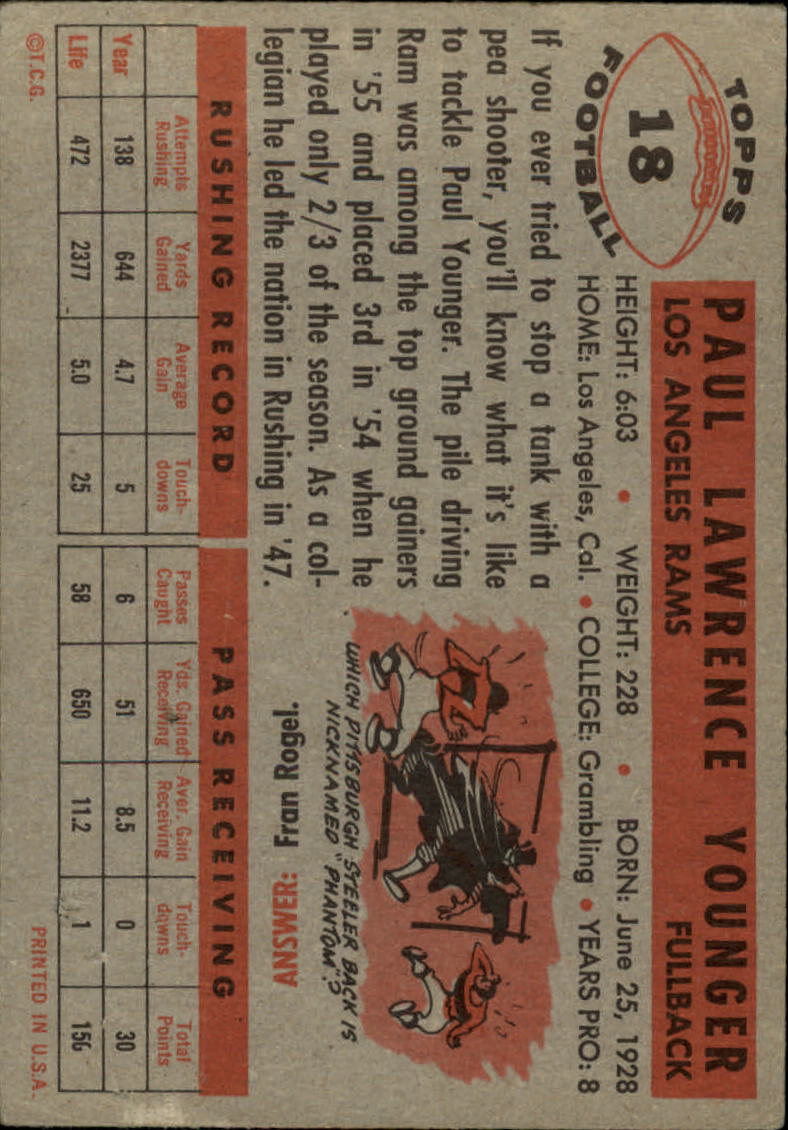 TOPPS
18
FOOTBALL
PAUL LAWRENCE YOUNGER
LOS ANGELES RAMS FULLBACK
HEIGHT: 6:03 • WEIGHT: 228 • BORN: June 25, 1928
HOME: Los Angeles, Cal. • COLLEGE: Grambling • YEARS PRO: 8
If you ever tried to stop a tank with a
pea shooter, you'll know what it's like
to tackle Paul Younger. The pile driving
Ram was among the top ground gainers
in '55 and placed 3rd in '54 when he
played only 2/3 of the season. As a col-
legian he led the nation in Rushing in '47.
WHICH PITTSBURGH STEELER BACK IS
NICKNAMED "PHANTOM"?
ANSWER: Fran Rogel.
RUSHING RECORD PASS RECEIVING
Attempts Rushing Yards Gained Average Gain Touch-downs Passes Caught Yds. Gained Receiving Aver. Gain Receiving Touch-downs Total Points
Year 138 644 4.7 5 6 51 8.5 0 30
Life 472 2377 5.0 25 58 650 11.2 1 156
©T.C.G. PRINTED IN U.S.A.